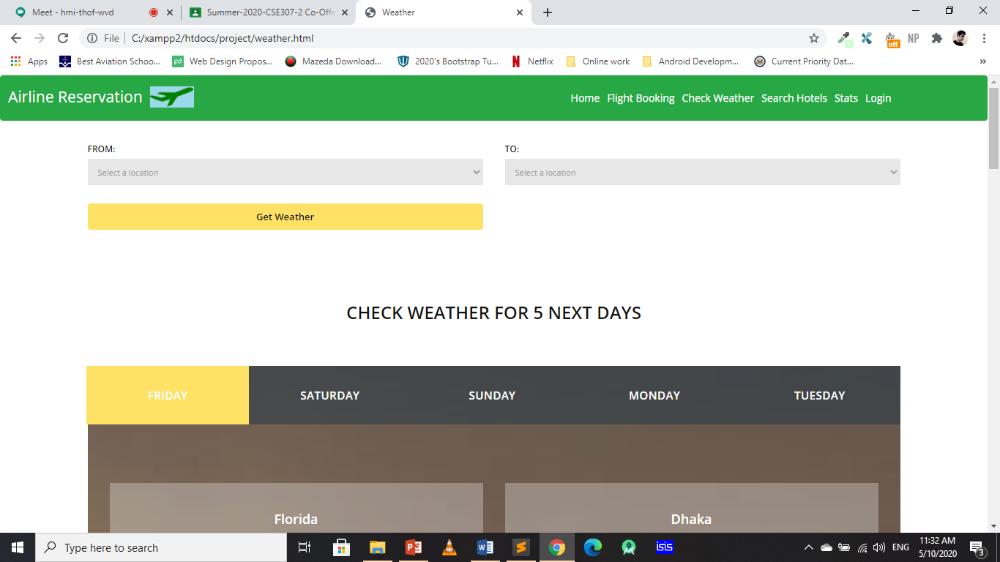 Meet - hmi-thof-wvd
Summer-2020-CSE307-2 Co-Offe
Weather
File
C:/xampp2/htdocs/project/weather.html
off
NP
Apps
Best Aviation Schoo...
Web Design Propos...
Mazeda Download...
2020's Bootstrap Tu...
Netflix
Online work
Android Developm...
Current Priority Dat...
»
Airline Reservation
Home Flight Booking Check Weather Search Hotels Stats Login
FROM:
TO:
Select a location
Select a location
Get Weather
CHECK WEATHER FOR 5 NEXT DAYS
FRIDAY SATURDAY SUNDAY MONDAY TUESDAY
Florida
Dhaka
Type here to search
ISIS
ENG
11:32 AM
5/10/2020
3